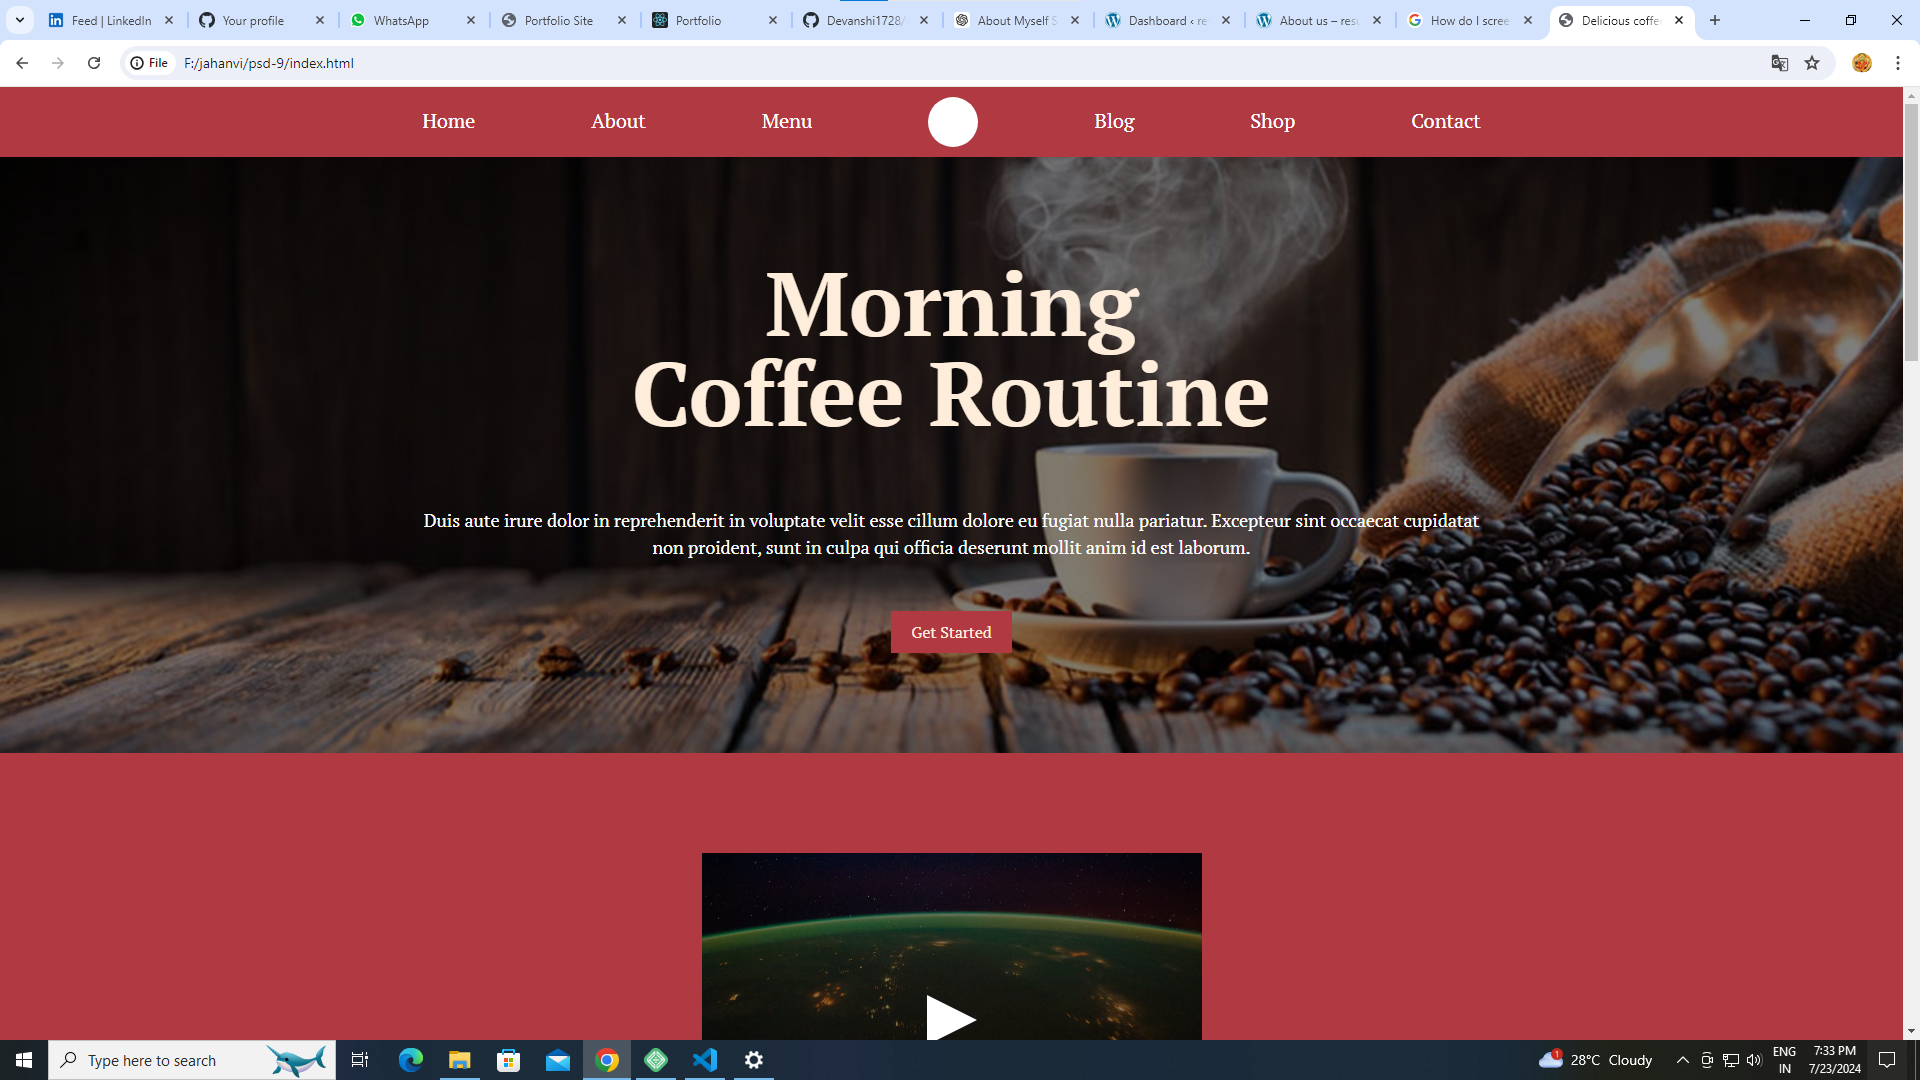 Feed | LinkedIn
Your profile
WhatsApp
Portfolio Site
Portfolio
Devanshi1728/
About Myself S
Dashboard ‹ re
About us – resu
How do I scree
Delicious coffe
File
F:/jahanvi/psd-9/index.html
Home
About
Menu
Blog
Shop
Contact
Morning
Coffee Routine
Duis aute irure dolor in reprehenderit in voluptate velit esse cillum dolore eu fugiat nulla pariatur. Excepteur sint occaecat cupidatat
non proident, sunt in culpa qui officia deserunt mollit anim id est laborum.
Get Started
Type here to search
1
28°C Cloudy
ENG
IN
7:33 PM
7/23/2024